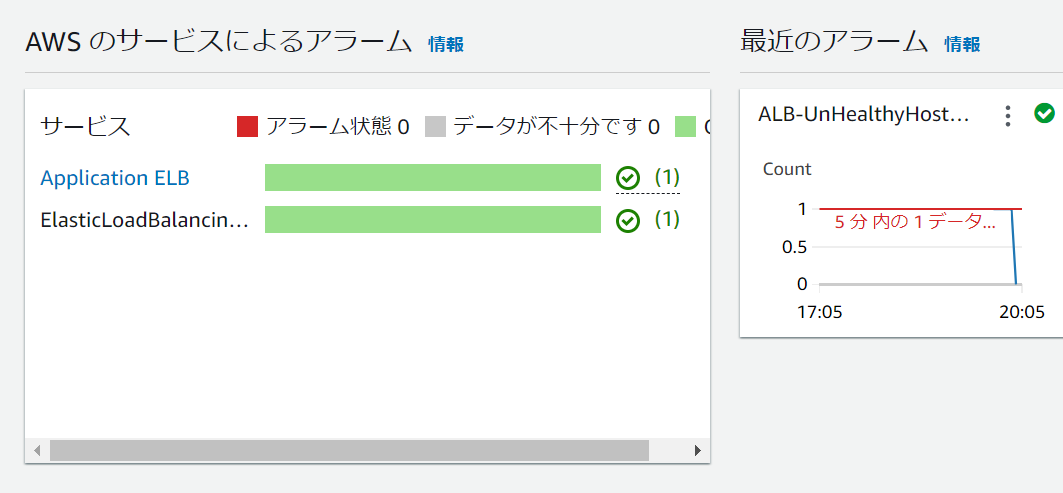 AWS のサービスによるアラーム 情報
サービス アラーム状態 0 データが不十分です 0
Application ELB (1)
ElasticLoadBalancin... (1)
最近のアラーム 情報
ALB-UnHealthyHost...
Count
1
5 分 内の 1 データ...
0.5
0
17:05 20:05